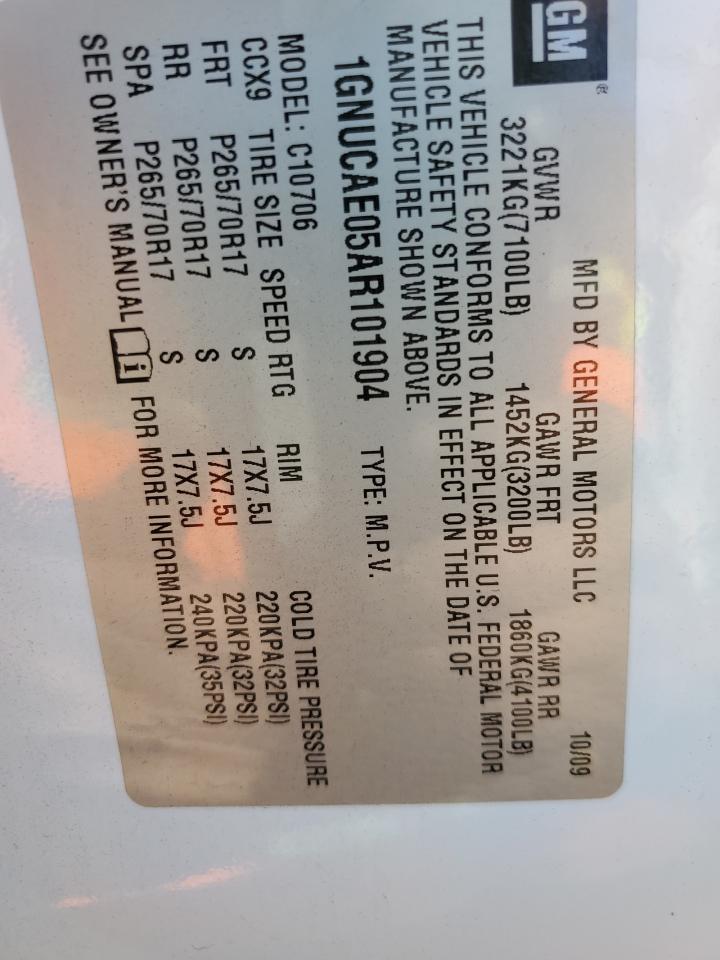 GM®
MFD BY GENERAL MOTORS LLC 10/09
GVWR GAWR FRT GAWR RR
3221KG(7100LB) 1452KG(3200LB) 1860KG(4100LB)
THIS VEHICLE CONFORMS TO ALL APPLICABLE U.S. FEDERAL MOTOR
VEHICLE SAFETY STANDARDS IN EFFECT ON THE DATE OF
MANUFACTURE SHOWN ABOVE.
1GNUCAE05AR101904 TYPE: M.P.V.
MODEL: C10706
CCX9 TIRE SIZE SPEED RTG RIM COLD TIRE PRESSURE
FRT P265/70R17 S 17X7.5J 220KPA(32PSI)
RR P265/70R17 S 17X7.5J 220KPA(32PSI)
SPA P265/70R17 S 17X7.5J 240KPA(35PSI)
SEE OWNER'S MANUAL FOR MORE INFORMATION.